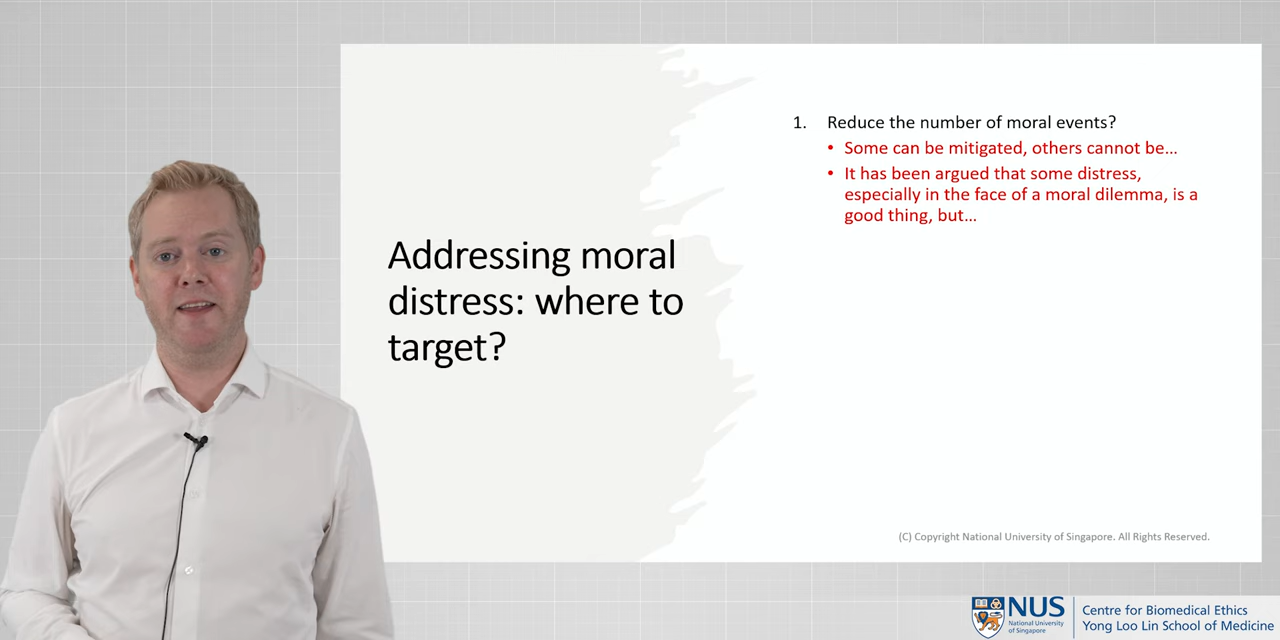 Addressing moral
distress: where to
target?
1. Reduce the number of moral events?
• Some can be mitigated, others cannot be…
• It has been argued that some distress,
especially in the face of a moral dilemma, is a
good thing, but…
(C) Copyright National University of Singapore. All Rights Reserved.
NUS
National University
of Singapore
Centre for Biomedical Ethics
Yong Loo Lin School of Medicine